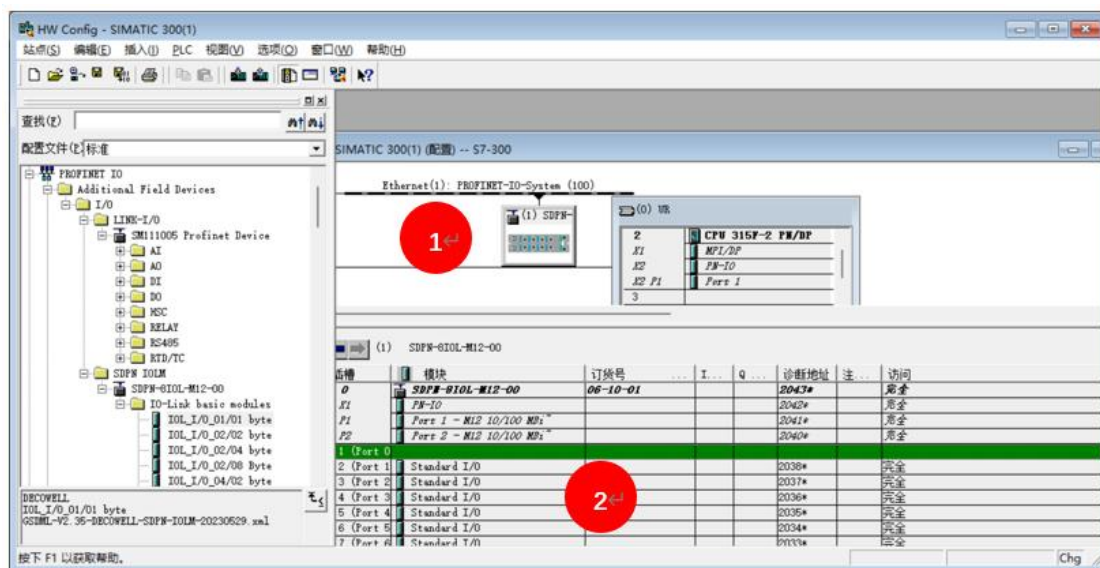 HW Config - SIMATIC 300(1)
站点(S) 编辑(E) 插入(I) PLC 视图(V) 选项(O) 窗口(W) 帮助(H)
查找(F)
配置文件(E) 标准
PROFINET IO
Additional Field Devices
I/O
LINK-I/O
SM111005 Profinet Device
AI
AO
DI
DO
MSC
RELAY
RS485
RTD/TC
SDPN IOLM
SDPN-8IOL-M12-00
IO-Link basic modules
IOL_I/O_01/01 byte
IOL_I/O_02/02 byte
IOL_I/O_02/04 byte
IOL_I/O_02/08 Byte
IOL_I/O_04/02 byte
DECOWELL
IOL_I/O_01/01 byte
GSDML-V2.35-DECOWELL-SDPN-IOLM-20230529.xml
SIMATIC 300(1) (配置) -- S7-300
Ethernet(1): PROFINET-IO-System (100)
(1) SDPN-
1
(0) UR
2 CPU 315F-2 PN/DP
X1 MPI/DP
X2 PN-IO
X2 P1 Port 1
3
(1) SDPN-8IOL-M12-00
插槽 模块 订货号 ... I... Q ... 诊断地址 注... 访问
0 SDPN-8IOL-M12-00 06-10-01 2043* 完全
X1 PN-IO 2042* 完全
P1 Port 1 - M12 10/100 MBi 2041* 完全
P2 Port 2 - M12 10/100 MBi 2040* 完全
1 (Port 0
2 (Port 1 Standard I/O 2038* 完全
3 (Port 2 Standard I/O 2037* 完全
4 (Port 3 Standard I/O 2036* 完全
5 (Port 4 Standard I/O 2035* 完全
6 (Port 5 Standard I/O 2034* 完全
7 (Port 6 Standard I/O 2033* 完全
2
按下 F1 以获取帮助。
Chg